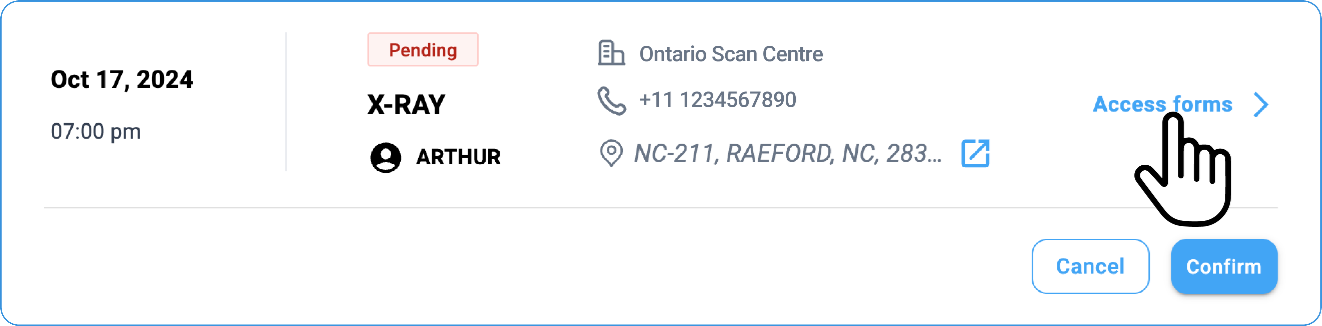 Oct 17, 2024
07:00 pm
Pending
X-RAY
ARTHUR
Ontario Scan Centre
+11 1234567890
NC-211, RAEFORD, NC, 283...
Access forms
Cancel
Confirm